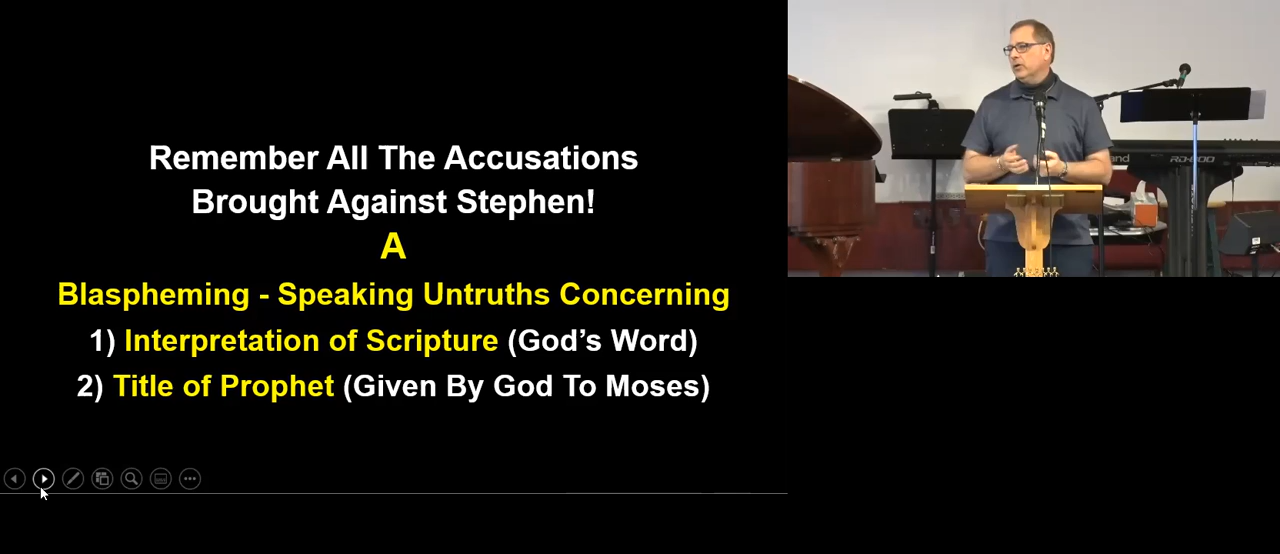 Remember All The Accusations
Brought Against Stephen!
A
Blaspheming - Speaking Untruths Concerning
1) Interpretation of Scripture (God's Word)
2) Title of Prophet (Given By God To Moses)